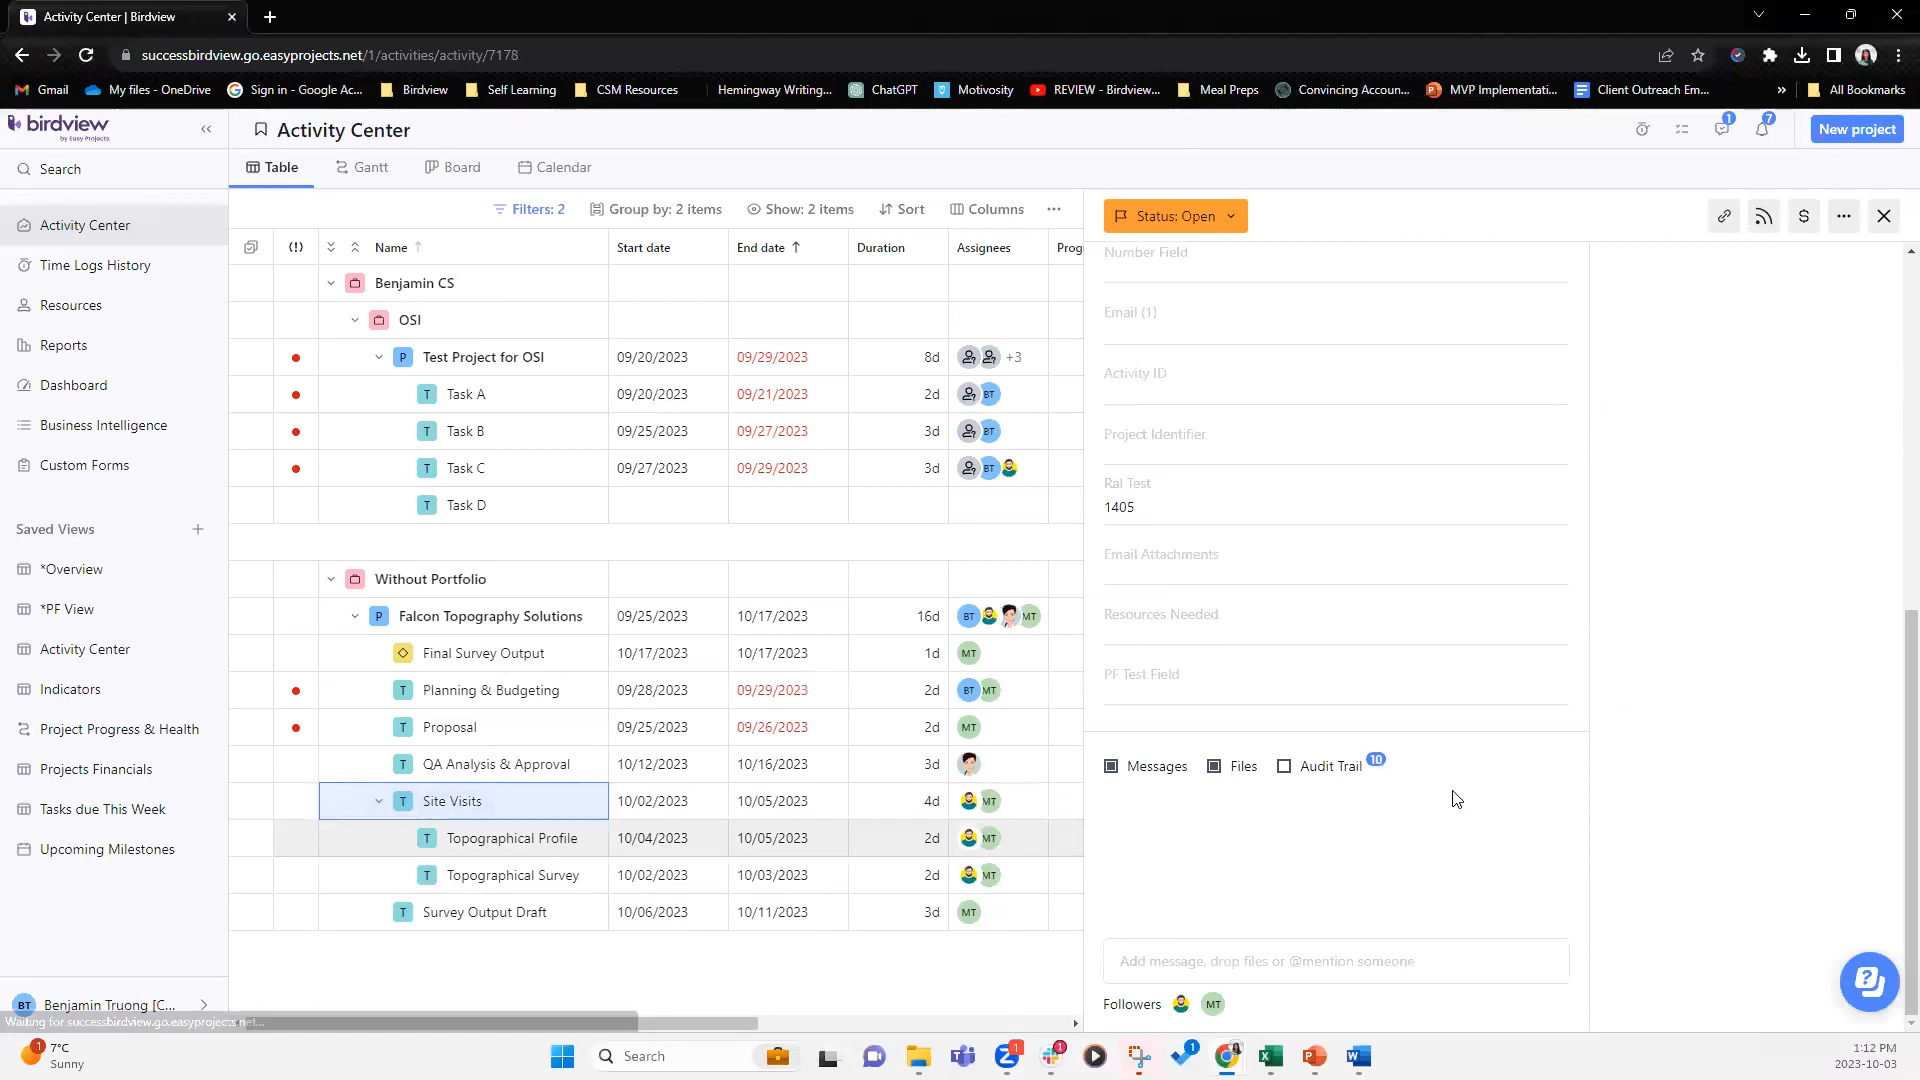 Activity Center | Birdview
successbirdview.go.easyprojects.net/1/activities/activity/7178
Gmail
My files - OneDrive
Sign in - Google Ac...
Birdview
Self Learning
CSM Resources
Hemingway Writing...
ChatGPT
Motivosity
REVIEW - Birdview...
Meal Preps
Convincing Accoun...
MVP Implementati...
Client Outreach Em...
»
All Bookmarks
birdview
by Easy Projects
Search
Activity Center
Time Logs History
Resources
Reports
Dashboard
Business Intelligence
Custom Forms
Saved Views
*Overview
*PF View
Activity Center
Indicators
Project Progress & Health
Projects Financials
Tasks due This Week
Upcoming Milestones
BT Benjamin Truong [C...
Waiting for successbirdview.go.easyprojects.net...
Activity Center
1
7
New project
Table
Gantt
Board
Calendar
Filters: 2
Group by: 2 items
Show: 2 items
Sort
Columns
(!) Name Start date End date Duration Assignees Prog
Benjamin CS
OSI
P Test Project for OSI 09/20/2023 09/29/2023 8d +3
T Task A 09/20/2023 09/21/2023 2d BT
T Task B 09/25/2023 09/27/2023 3d BT
T Task C 09/27/2023 09/29/2023 3d BT
T Task D
Without Portfolio
P Falcon Topography Solutions 09/25/2023 10/17/2023 16d BT MT
Final Survey Output 10/17/2023 10/17/2023 1d MT
T Planning & Budgeting 09/28/2023 09/29/2023 2d BT MT
T Proposal 09/25/2023 09/26/2023 2d MT
T QA Analysis & Approval 10/12/2023 10/16/2023 3d
T Site Visits 10/02/2023 10/05/2023 4d MT
T Topographical Profile 10/04/2023 10/05/2023 2d MT
T Topographical Survey 10/02/2023 10/03/2023 2d MT
T Survey Output Draft 10/06/2023 10/11/2023 3d MT
Status: Open
$
Number Field
Email (1)
Activity ID
Project Identifier
Ral Test
1405
Email Attachments
Resources Needed
PF Test Field
Messages
Files
Audit Trail 10
Add message, drop files or @mention someone
Followers MT
1
7°C
Sunny
Search
1
1
1
1:12 PM
2023-10-03